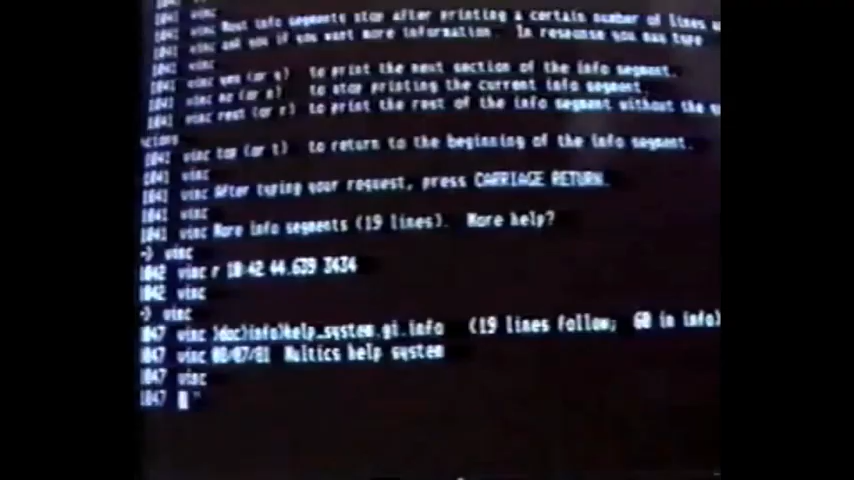 1041 vinc
1041 vinc Most info segments stop after printing a certain number of lines
1041 vinc ask you if you want more information. In response you may type
1041 vinc
1041 vinc yes (or y) to print the next section of the info segment.
1041 vinc no (or n) to stop printing the current info segment.
1041 vinc rest (or r) to print the rest of the info segment without the
1041 vinc top (or t) to return to the beginning of the info segment.
1041 vinc
1041 vinc After typing your request, press CARRIAGE RETURN.
1041 vinc
1041 vinc More info segments (19 lines). More help?
-> vinc
1042 vinc r 10:42 44.639 3434
1042 vinc
-> vinc
1047 vinc >doc>info>help_system.gi.info (19 lines follow; 60 in info)
1047 vinc 08/07/81 Multics help system
1047 vinc
1047